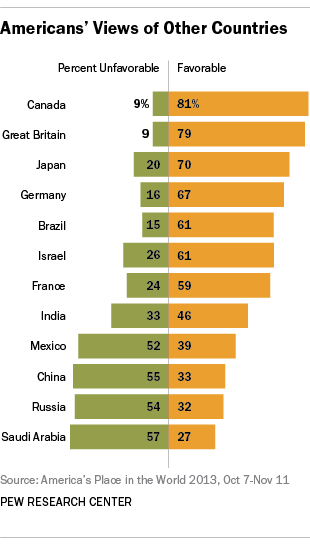 Americans' Views of Other Countries
Percent Unfavorable Favorable
Canada 9% 81%
Great Britain 9 79
Japan 20 70
Germany 16 67
Brazil 15 61
Israel 26 61
France 24 59
India 33 46
Mexico 52 39
China 55 33
Russia 54 32
Saudi Arabia 57 27
Source: America's Place in the World 2013, Oct 7-Nov 11
PEW RESEARCH CENTER